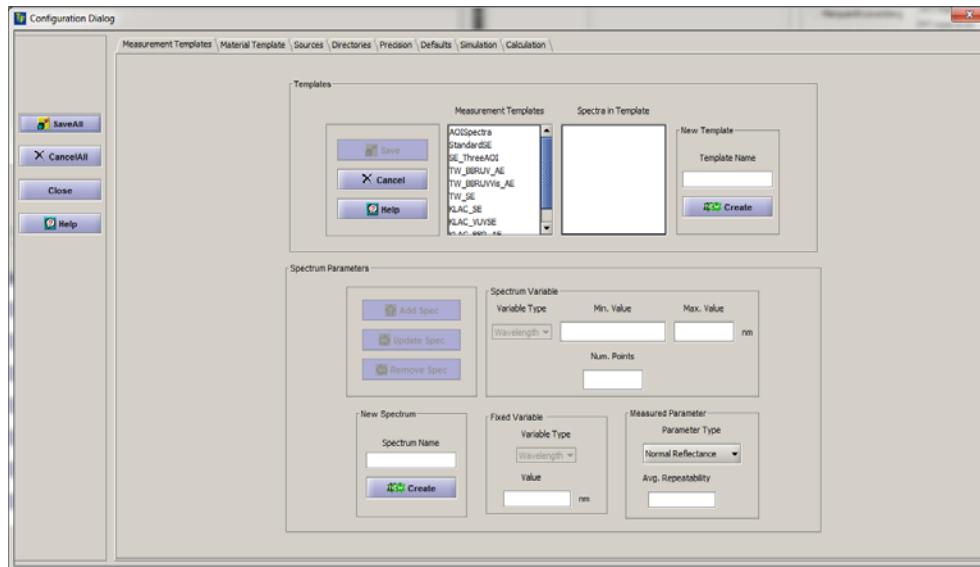 Configuration Dialog
Measurement Templates
Material Template
Sources
Directories
Precision
Defaults
Simulation
Calculation
SaveAll
CancelAll
Close
Help
Templates
Save
Cancel
Help
Measurement Templates
AOISpectra
StandardSE
SE_ThreeAOI
TW_BBRUV_AE
TW_BBRUVVis_AE
TW_SE
KLAC_SE
KLAC_VUVSE
Spectra in Template
New Template
Template Name
Create
Spectrum Parameters
Add Spec
Update Spec
Remove Spec
Spectrum Variable
Variable Type
Min. Value
Max. Value
Wavelength
nm
Num. Points
New Spectrum
Spectrum Name
Create
Fixed Variable
Variable Type
Wavelength
Value
nm
Measured Parameter
Parameter Type
Normal Reflectance
Avg. Repeatability